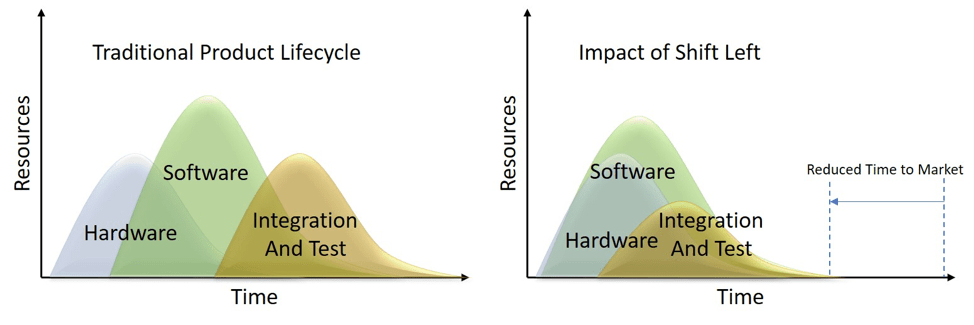 Traditional Product Lifecycle
Resources
Software
Hardware
Integration
And Test
Time
Impact of Shift Left
Resources
Reduced Time to Market
Software
Hardware
Integration
And Test
Time